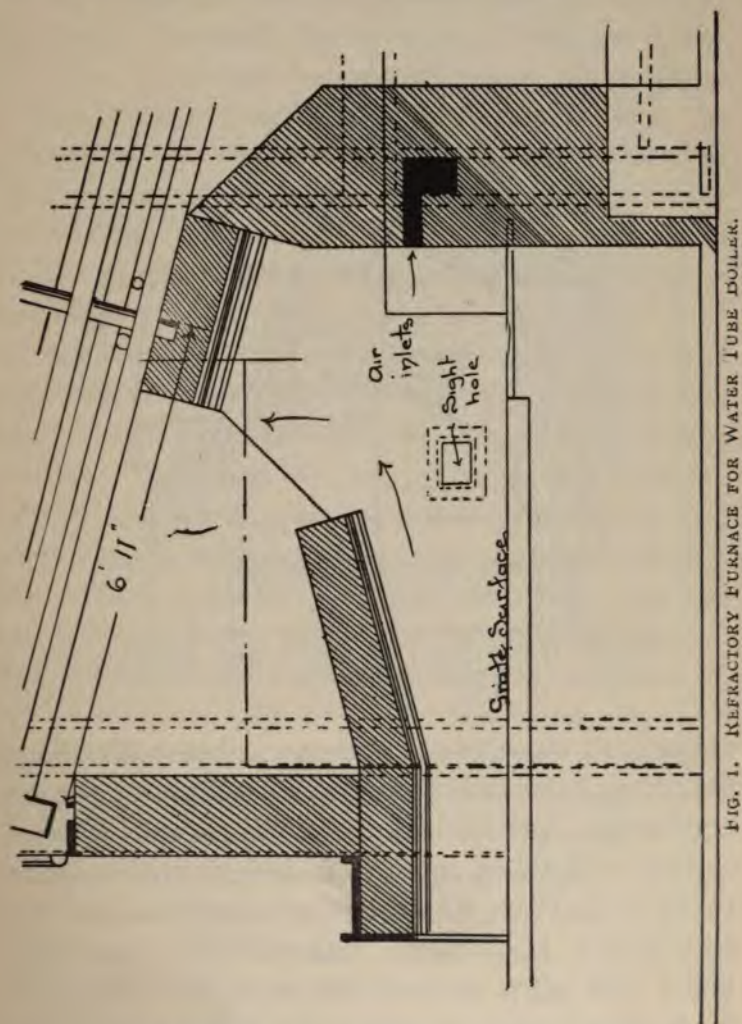 6' 11"
air
inlets
Sight
hole
Grate Surface
FIG. 1. REFRACTORY FURNACE FOR WATER TUBE BOILER.